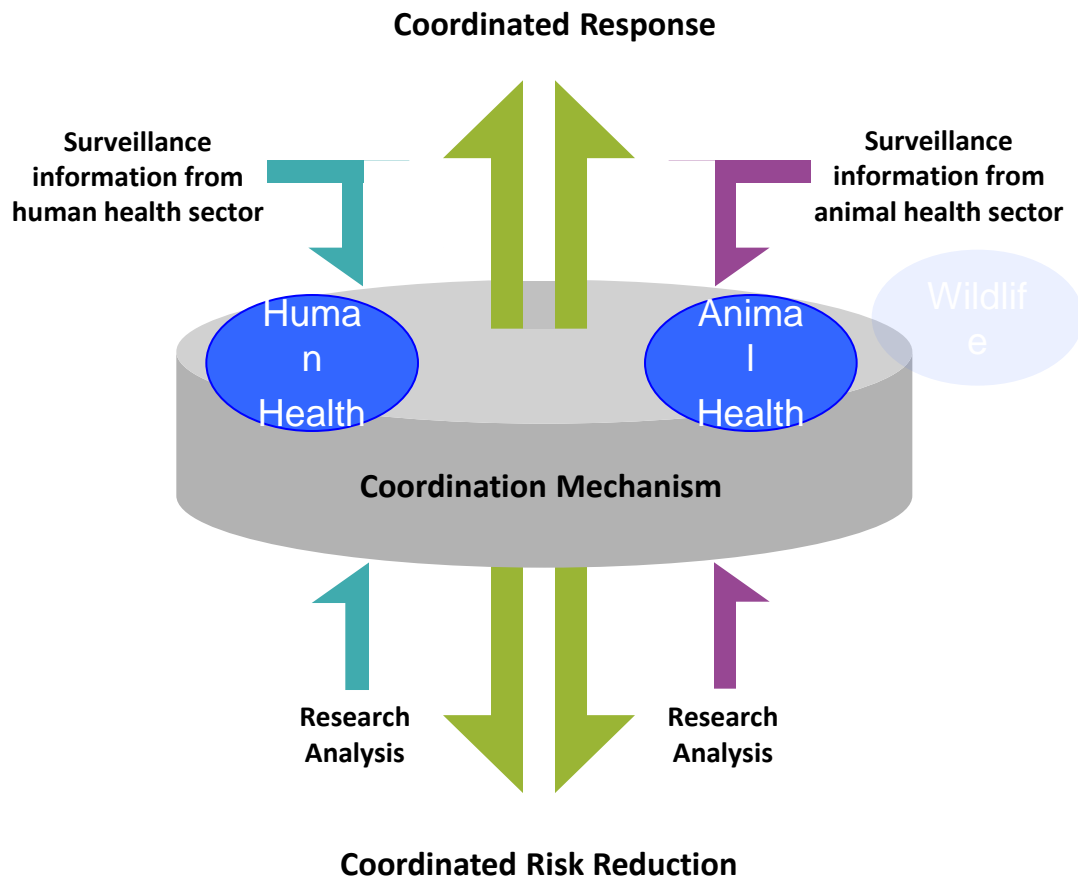 Coordinated Response
Surveillance
information from
human health sector
Surveillance
information from
animal health sector
Huma
n
Health
Anima
l
Health
Wildlif
e
Coordination Mechanism
Research
Analysis
Research
Analysis
Coordinated Risk Reduction